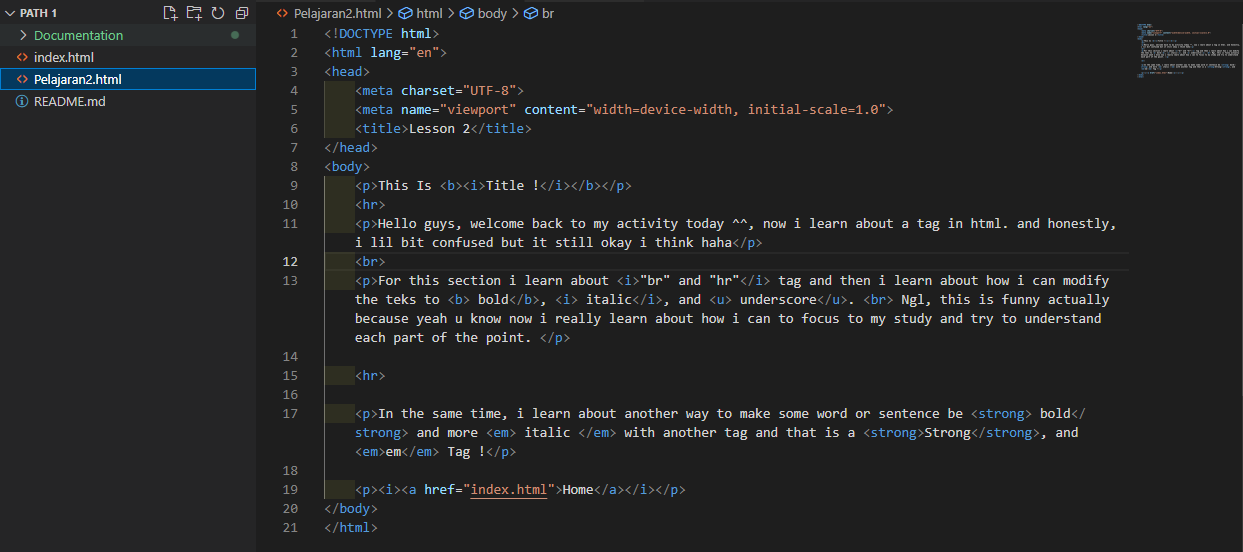 PATH 1
Documentation
index.html
Pelajaran2.html
README.md
Pelajaran2.html > html > body > br
1 <!DOCTYPE html>
2 <html lang="en">
3 <head>
4 <meta charset="UTF-8">
5 <meta name="viewport" content="width=device-width, initial-scale=1.0">
6 <title>Lesson 2</title>
7 </head>
8 <body>
9 <p>This Is <b><i>Title !</i></b></p>
10 <hr>
11 <p>Hello guys, welcome back to my activity today ^^, now i learn about a tag in html. and honestly,
i lil bit confused but it still okay i think haha</p>
12 <br>
13 <p>For this section i learn about <i>"br" and "hr"</i> tag and then i learn about how i can modify
the teks to <b> bold</b>, <i> italic</i>, and <u> underscore</u>. <br> Ngl, this is funny actually
because yeah u know now i really learn about how i can to focus to my study and try to understand
each part of the point. </p>
14
15 <hr>
16
17 <p>In the same time, i learn about another way to make some word or sentence be <strong> bold</
strong> and more <em> italic </em> with another tag and that is a <strong>Strong</strong>, and
<em>em</em> Tag !</p>
18
19 <p><i><a href="index.html">Home</a></i></p>
20 </body>
21 </html>